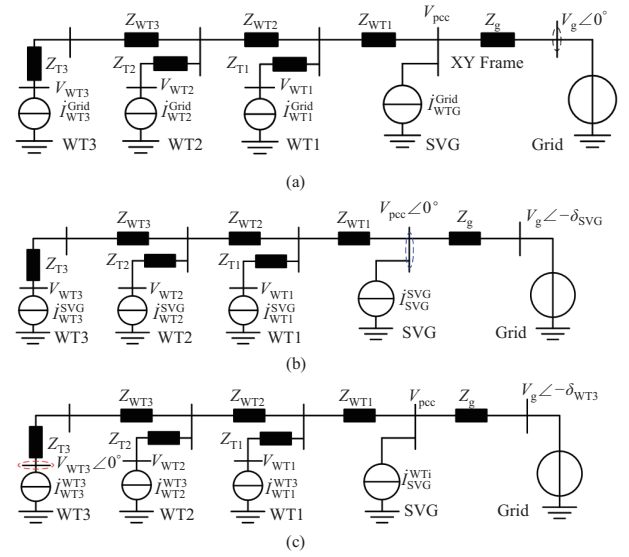 Z_WT3 Z_WT2 Z_WT1 V_pcc Z_g V_g∠0°
Z_T3 Z_T2 Z_T1 XY Frame
V_WT3 V_WT2 V_WT1
i_WT3^Grid i_WT2^Grid i_WT1^Grid i_WTG^Grid
WT3 WT2 WT1 SVG Grid
(a)
V_pcc∠0° V_g∠−δ_SVG
Z_WT3 Z_WT2 Z_WT1 Z_g
Z_T3 Z_T2 Z_T1
V_WT3 V_WT2 V_WT1
i_WT3^SVG i_WT2^SVG i_WT1^SVG i_SVG^SVG
WT3 WT2 WT1 SVG Grid
(b)
Z_WT3 Z_WT2 Z_WT1 V_pcc Z_g V_g∠−δ_WT3
Z_T3 Z_T2 Z_T1
V_WT3∠0° V_WT2 V_WT1
i_WT3^WT3 i_WT2^WT3 i_WT1^WT3 i_SVG^WTi
WT3 WT2 WT1 SVG Grid
(c)